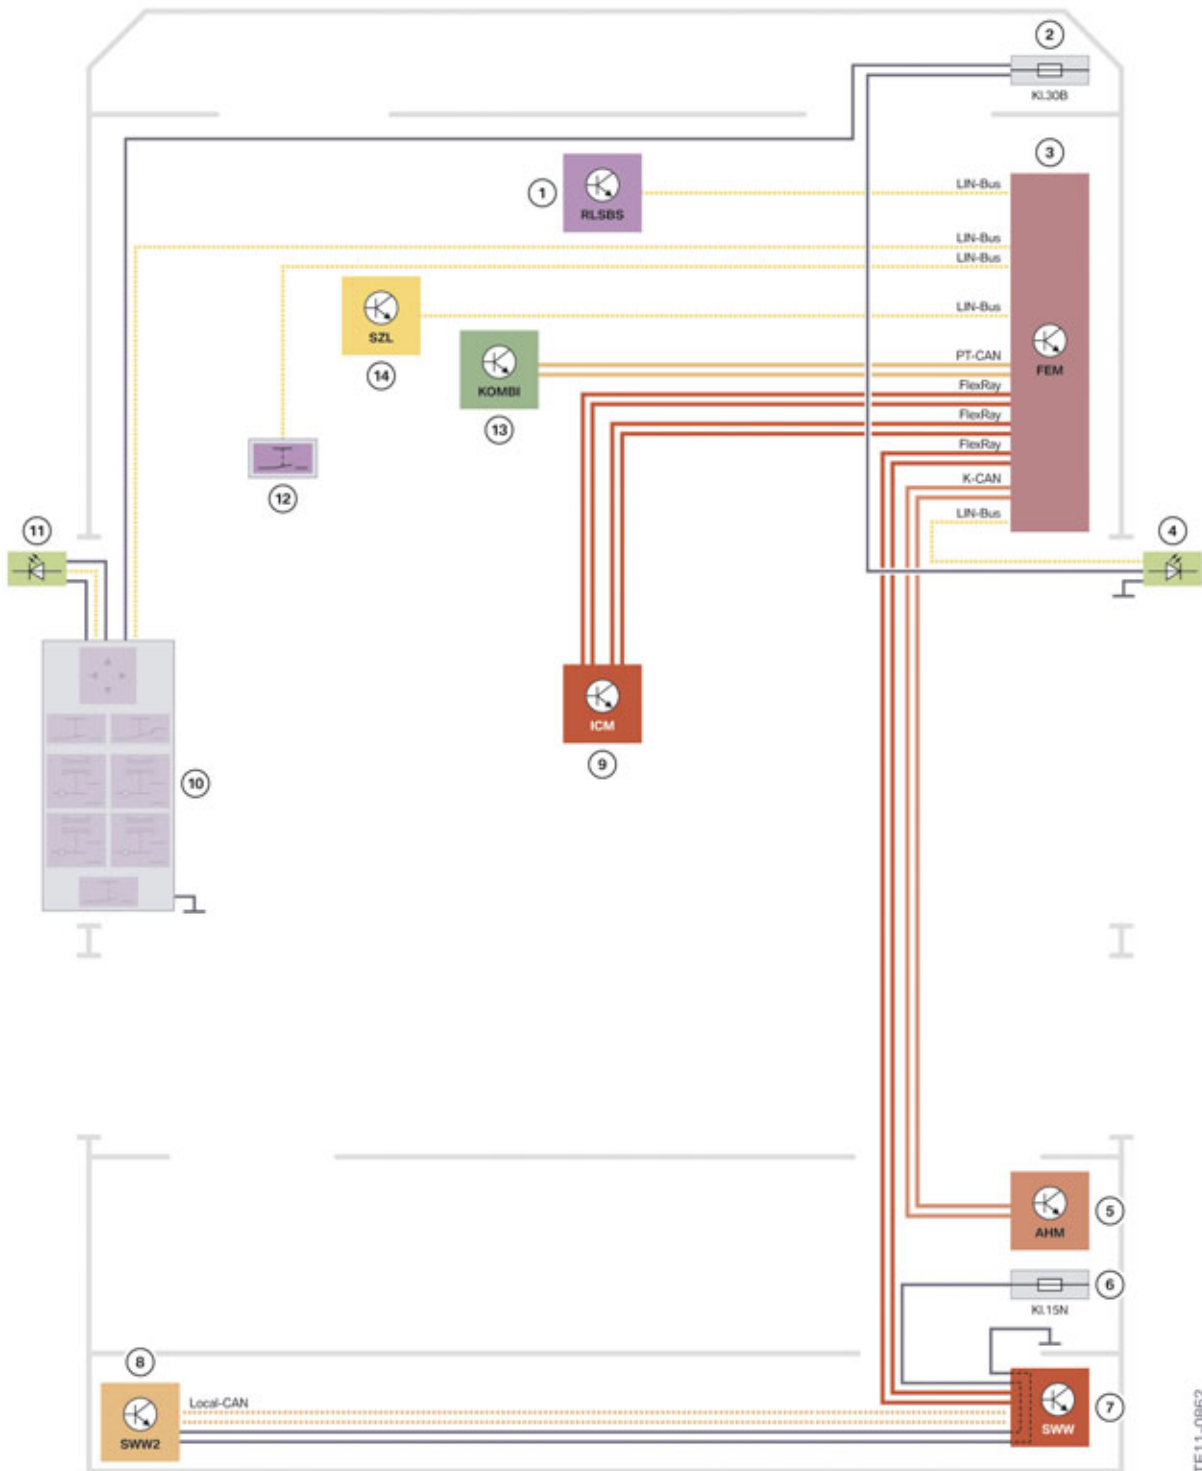 2
Kl.30B
3
1
RLSBS
LIN-Bus
LIN-Bus
LIN-Bus
SZL
14
LIN-Bus
KOMBI
13
PT-CAN
FEM
FlexRay
FlexRay
FlexRay
K-CAN
LIN-Bus
12
11
4
ICM
9
10
AHM
5
6
Kl.15N
8
Local-CAN
SWW2
SWW
7
TE11-0862